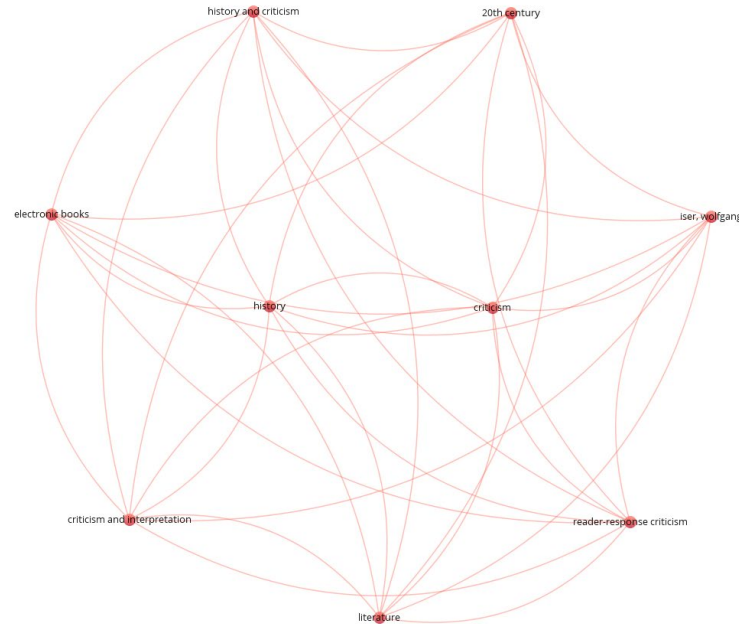 history and criticism
20th century
electronic books
iser, wolfgang
history
criticism
criticism and interpretation
reader-response criticism
literature